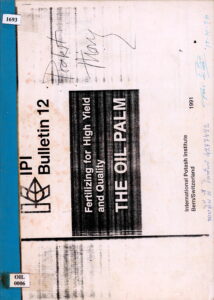 1693
IPI
Bulletin 12
Fertilizing for High Yield
and Quality
THE OIL PALM
International Potash Institute
Bern/Switzerland
1991
OIL
0006